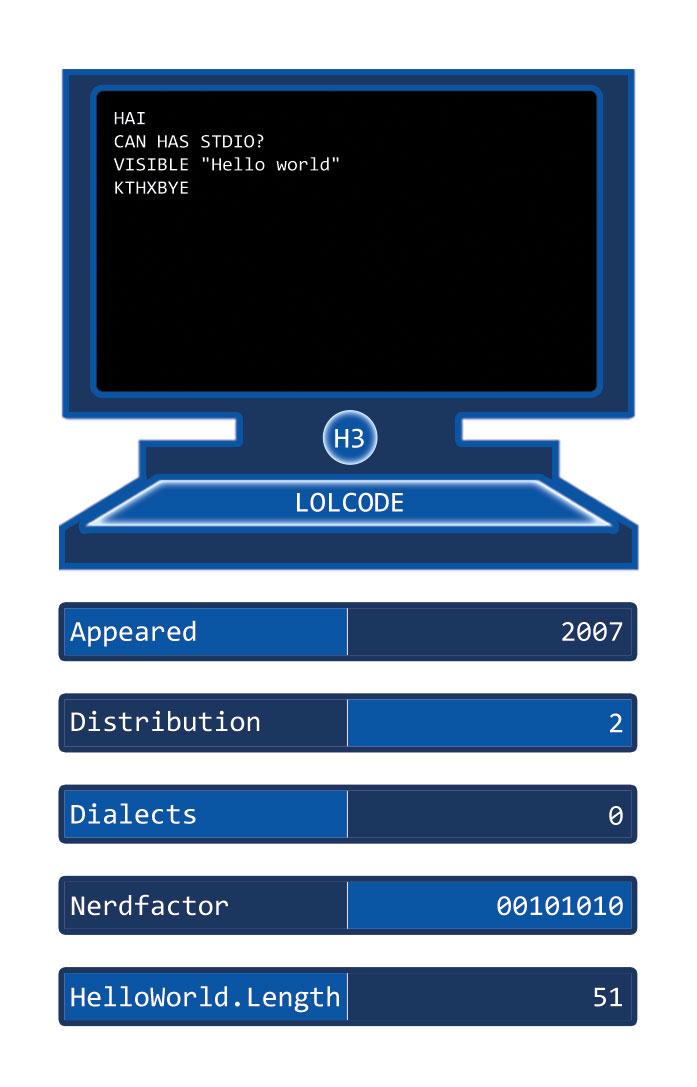 HAI
CAN HAS STDIO?
VISIBLE "Hello world"
KTHXBYE
H3
LOLCODE
Appeared 2007
Distribution 2
Dialects 0
Nerdfactor 00101010
HelloWorld.Length 51